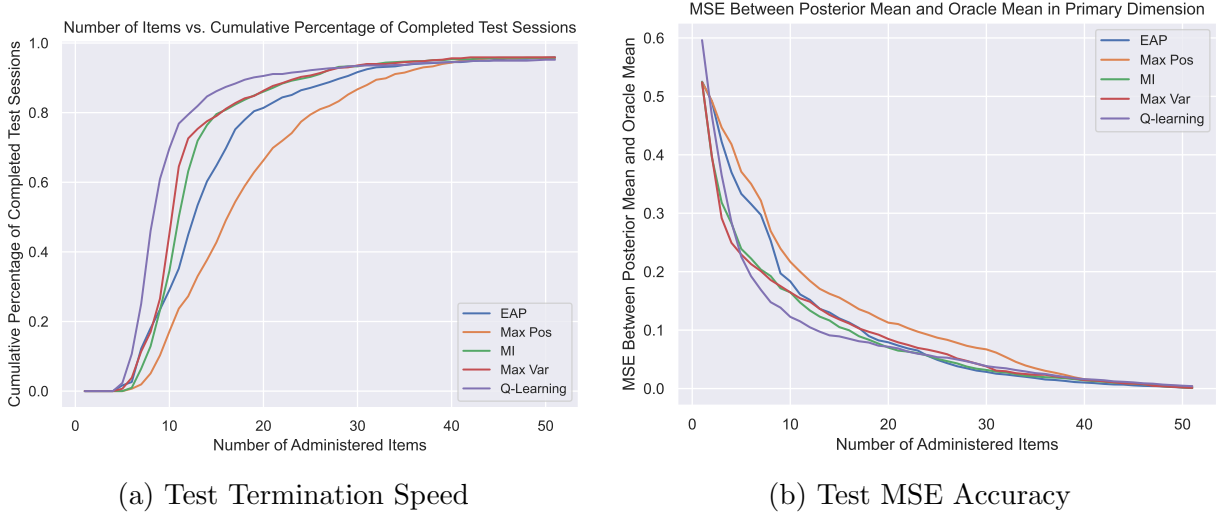 Number of Items vs. Cumulative Percentage of Completed Test Sessions
Cumulative Percentage of Completed Test Sessions
1.0
0.8
0.6
0.4
0.2
0.0
EAP
Max Pos
MI
Max Var
Q-Learning
0 10 20 30 40 50
Number of Administered Items
(a) Test Termination Speed
MSE Between Posterior Mean and Oracle Mean in Primary Dimension
MSE Between Posterior Mean and Oracle Mean
0.6
0.5
0.4
0.3
0.2
0.1
0.0
EAP
Max Pos
MI
Max Var
Q-learning
0 10 20 30 40 50
Number of Administered Items
(b) Test MSE Accuracy